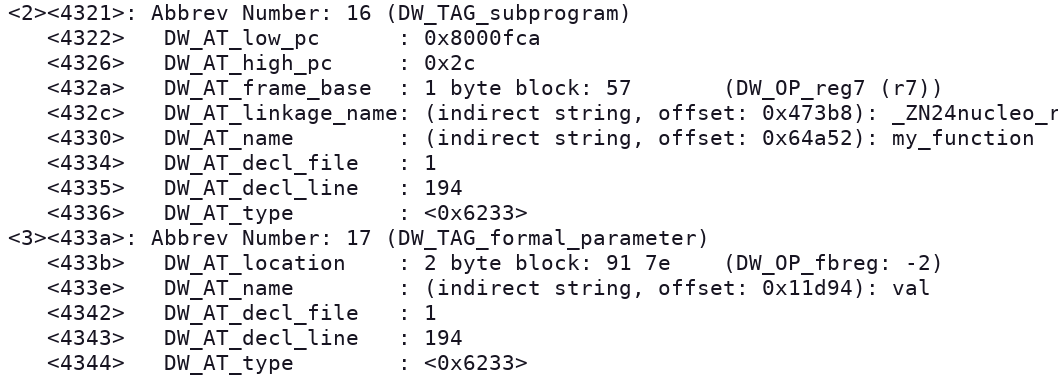 <2><4321>: Abbrev Number: 16 (DW_TAG_subprogram)
   <4322>   DW_AT_low_pc      : 0x8000fca
   <4326>   DW_AT_high_pc     : 0x2c
   <432a>   DW_AT_frame_base  : 1 byte block: 57       (DW_OP_reg7 (r7))
   <432c>   DW_AT_linkage_name: (indirect string, offset: 0x473b8): _ZN24nucleo_r
   <4330>   DW_AT_name        : (indirect string, offset: 0x64a52): my_function
   <4334>   DW_AT_decl_file   : 1
   <4335>   DW_AT_decl_line   : 194
   <4336>   DW_AT_type        : <0x6233>
<3><433a>: Abbrev Number: 17 (DW_TAG_formal_parameter)
   <433b>   DW_AT_location    : 2 byte block: 91 7e    (DW_OP_fbreg: -2)
   <433e>   DW_AT_name        : (indirect string, offset: 0x11d94): val
   <4342>   DW_AT_decl_file   : 1
   <4343>   DW_AT_decl_line   : 194
   <4344>   DW_AT_type        : <0x6233>